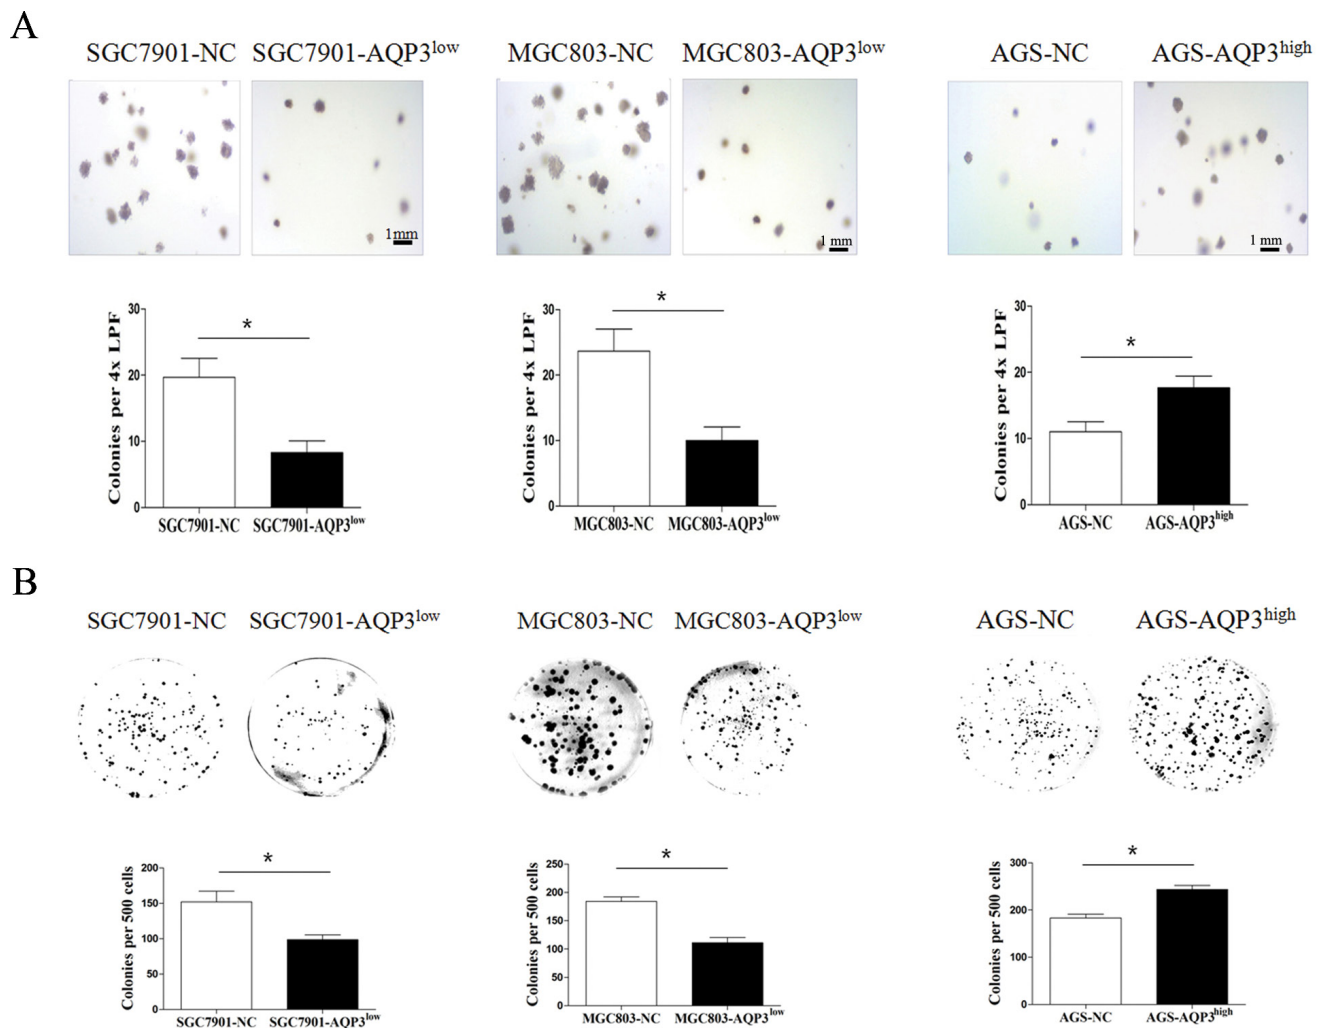 A
SGC7901-NC SGC7901-AQP3low MGC803-NC MGC803-AQP3low AGS-NC AGS-AQP3high
1mm 1 mm 1 mm
Colonies per 4x LPF
30
20
10
0
*
SGC7901-NC SGC7901-AQP3low
Colonies per 4x LPF
30
20
10
0
*
MGC803-NC MGC803-AQP3low
Colonies per 4x LPF
30
20
10
0
*
AGS-NC AGS-AQP3high
B
SGC7901-NC SGC7901-AQP3low MGC803-NC MGC803-AQP3low AGS-NC AGS-AQP3high
Colonies per 500 cells
200
150
100
50
0
*
SGC7901-NC SGC7901-AQP3low
Colonies per 500 cells
250
200
150
100
50
0
*
MGC803-NC MGC803-AQP3low
Colonies per 500 cells
300
200
100
0
*
AGS-NC AGS-AQP3high